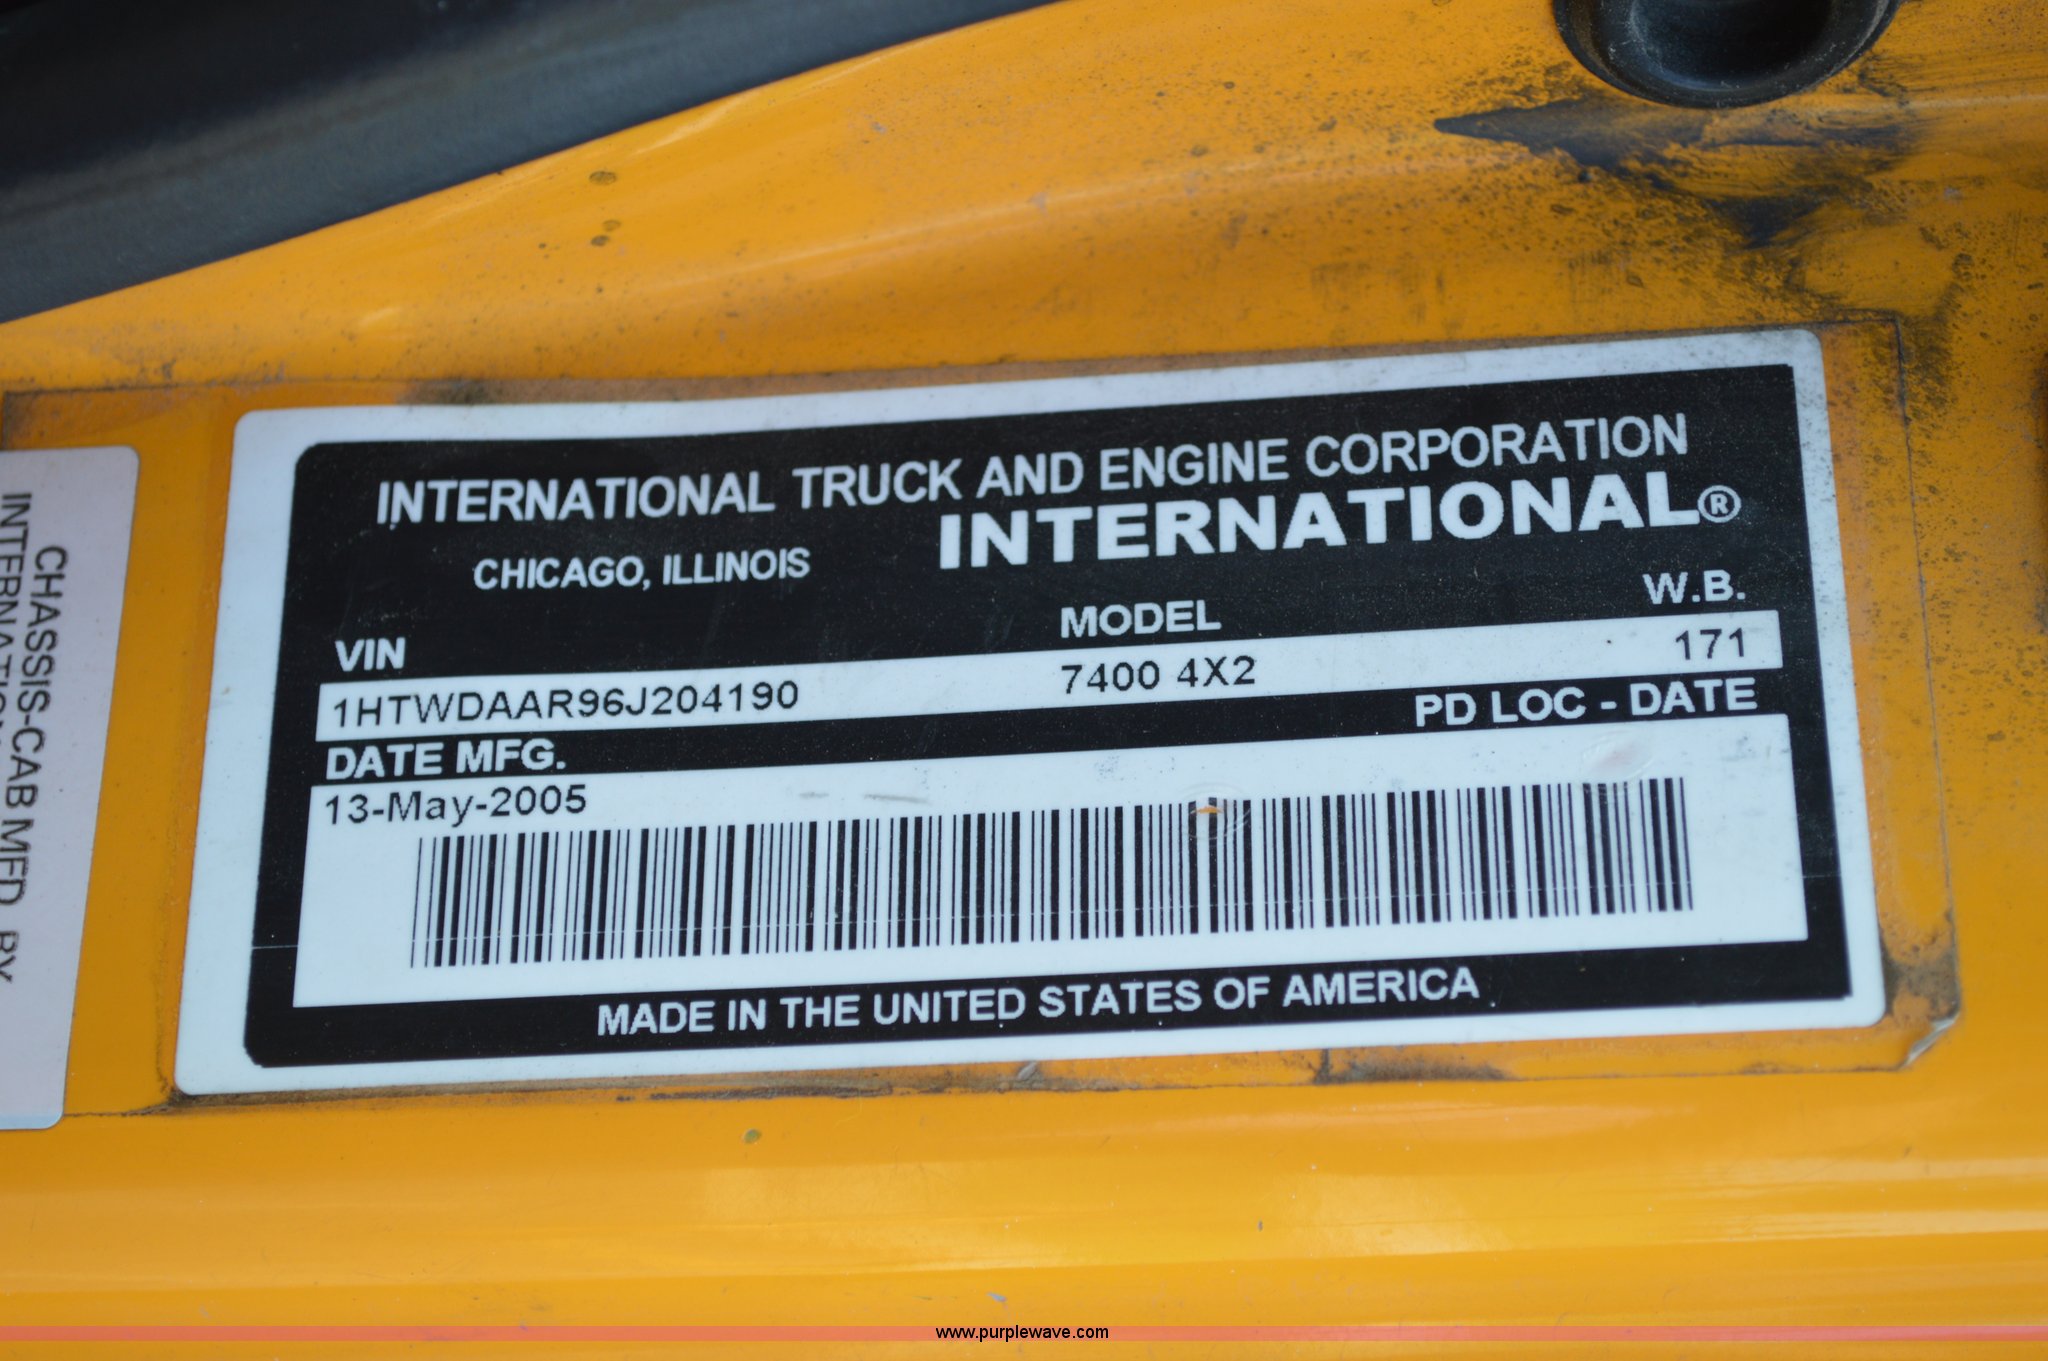 INTERNATIONAL TRUCK AND ENGINE CORPORATION
CHICAGO, ILLINOIS INTERNATIONAL®
VIN MODEL W.B.
1HTWDAAR96J204190 7400 4X2 171
DATE MFG. PD LOC - DATE
13-May-2005
MADE IN THE UNITED STATES OF AMERICA
CHASSIS-CAB MFD BY
INTERNATIONAL
www.purplewave.com